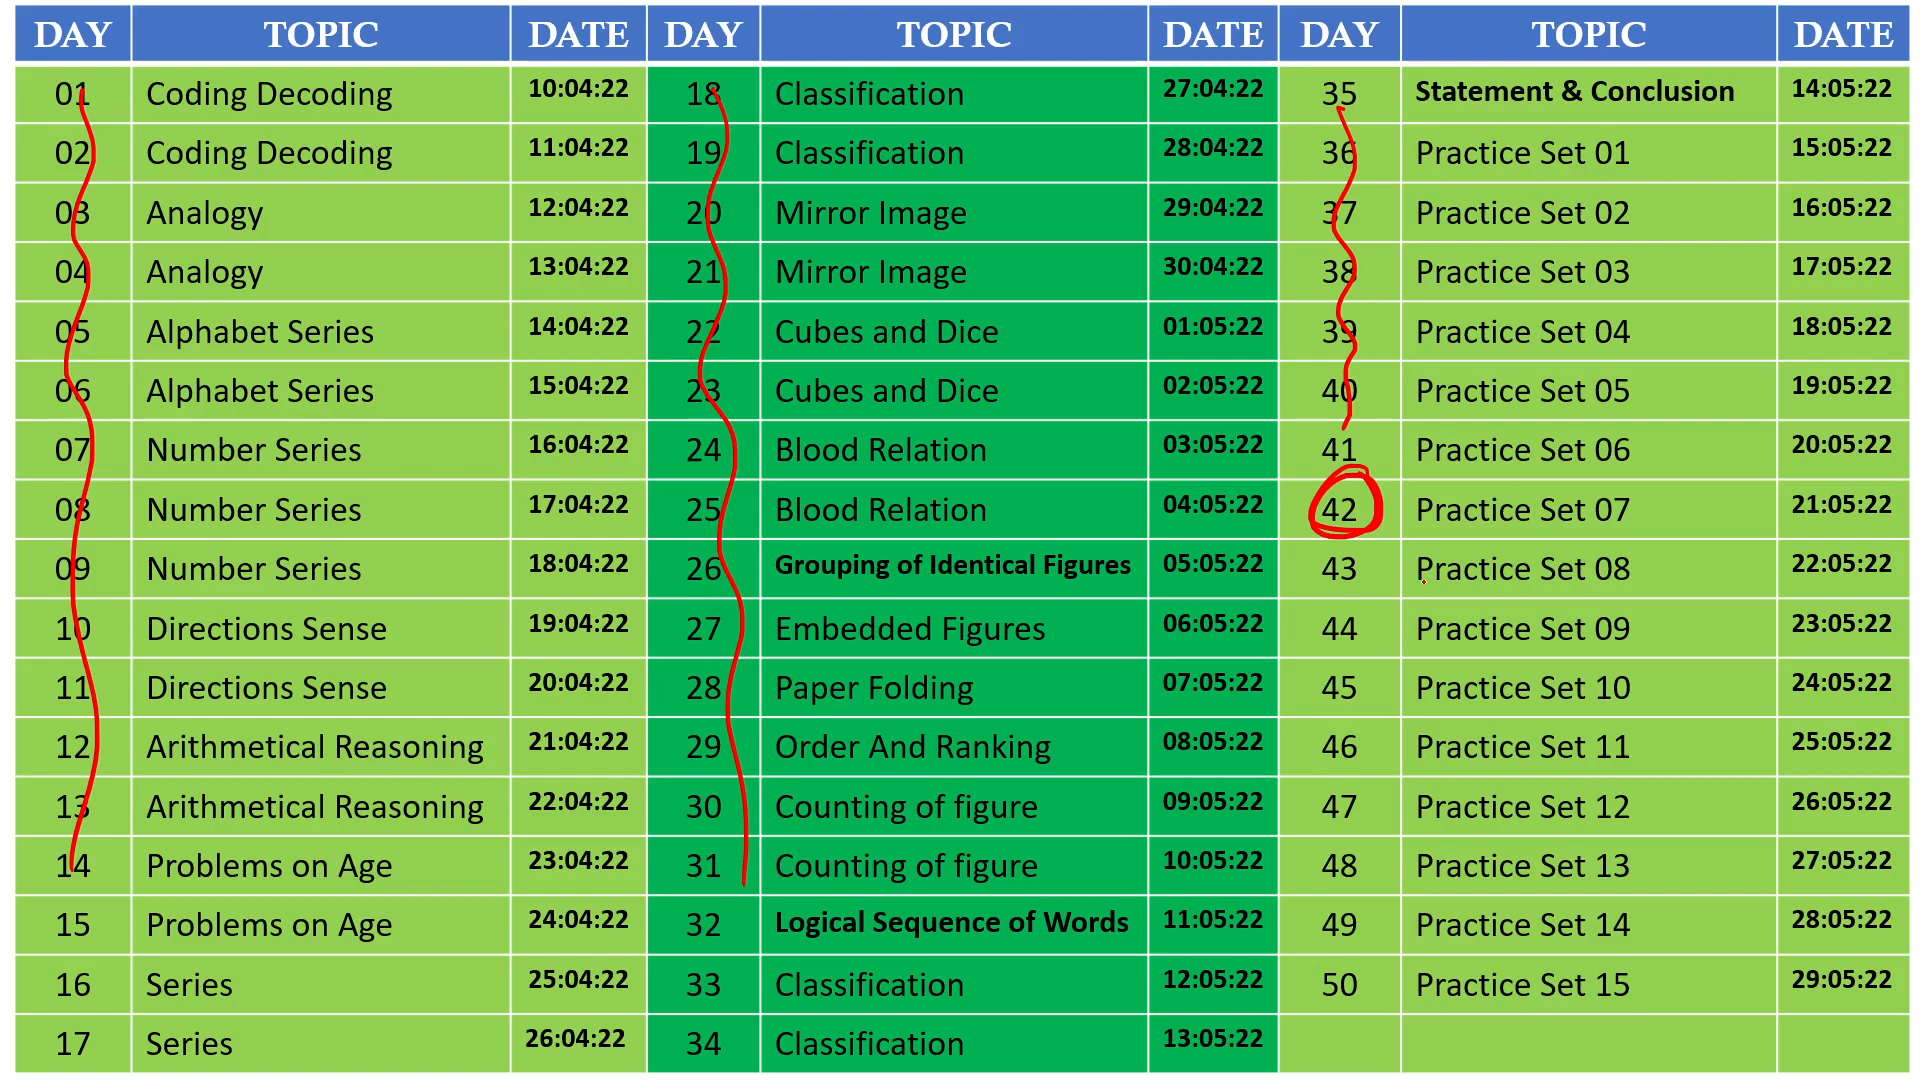 DAY TOPIC DATE DAY TOPIC DATE DAY TOPIC DATE
01 Coding Decoding 10:04:22 18 Classification 27:04:22 35 Statement & Conclusion 14:05:22
02 Coding Decoding 11:04:22 19 Classification 28:04:22 36 Practice Set 01 15:05:22
03 Analogy 12:04:22 20 Mirror Image 29:04:22 37 Practice Set 02 16:05:22
04 Analogy 13:04:22 21 Mirror Image 30:04:22 38 Practice Set 03 17:05:22
05 Alphabet Series 14:04:22 22 Cubes and Dice 01:05:22 39 Practice Set 04 18:05:22
06 Alphabet Series 15:04:22 23 Cubes and Dice 02:05:22 40 Practice Set 05 19:05:22
07 Number Series 16:04:22 24 Blood Relation 03:05:22 41 Practice Set 06 20:05:22
08 Number Series 17:04:22 25 Blood Relation 04:05:22 42 Practice Set 07 21:05:22
09 Number Series 18:04:22 26 Grouping of Identical Figures 05:05:22 43 Practice Set 08 22:05:22
10 Directions Sense 19:04:22 27 Embedded Figures 06:05:22 44 Practice Set 09 23:05:22
11 Directions Sense 20:04:22 28 Paper Folding 07:05:22 45 Practice Set 10 24:05:22
12 Arithmetical Reasoning 21:04:22 29 Order And Ranking 08:05:22 46 Practice Set 11 25:05:22
13 Arithmetical Reasoning 22:04:22 30 Counting of figure 09:05:22 47 Practice Set 12 26:05:22
14 Problems on Age 23:04:22 31 Counting of figure 10:05:22 48 Practice Set 13 27:05:22
15 Problems on Age 24:04:22 32 Logical Sequence of Words 11:05:22 49 Practice Set 14 28:05:22
16 Series 25:04:22 33 Classification 12:05:22 50 Practice Set 15 29:05:22
17 Series 26:04:22 34 Classification 13:05:22